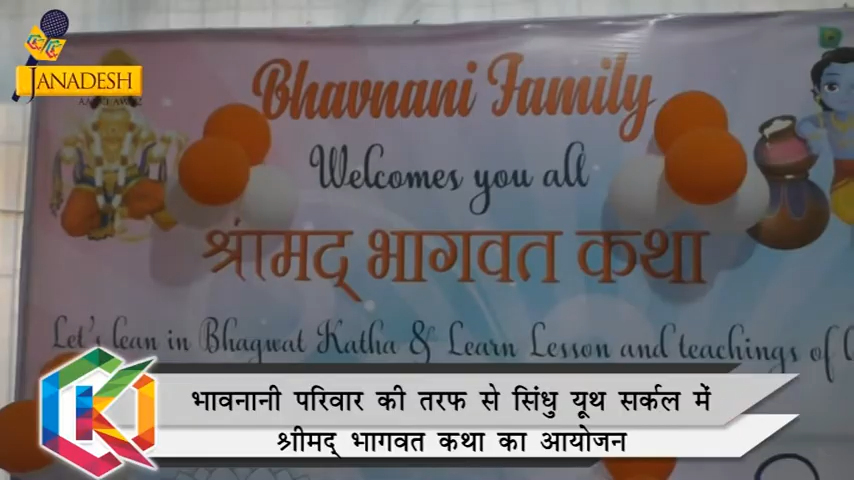 JANADESH
Bhavnani Family
Welcomes you all
श्रीमद् भागवत कथा
Let's lean in Bhagwat Katha & Learn Lesson and teachings of
भावनानी परिवार की तरफ से सिंधु यूथ सर्कल में
श्रीमद् भागवत कथा का आयोजन